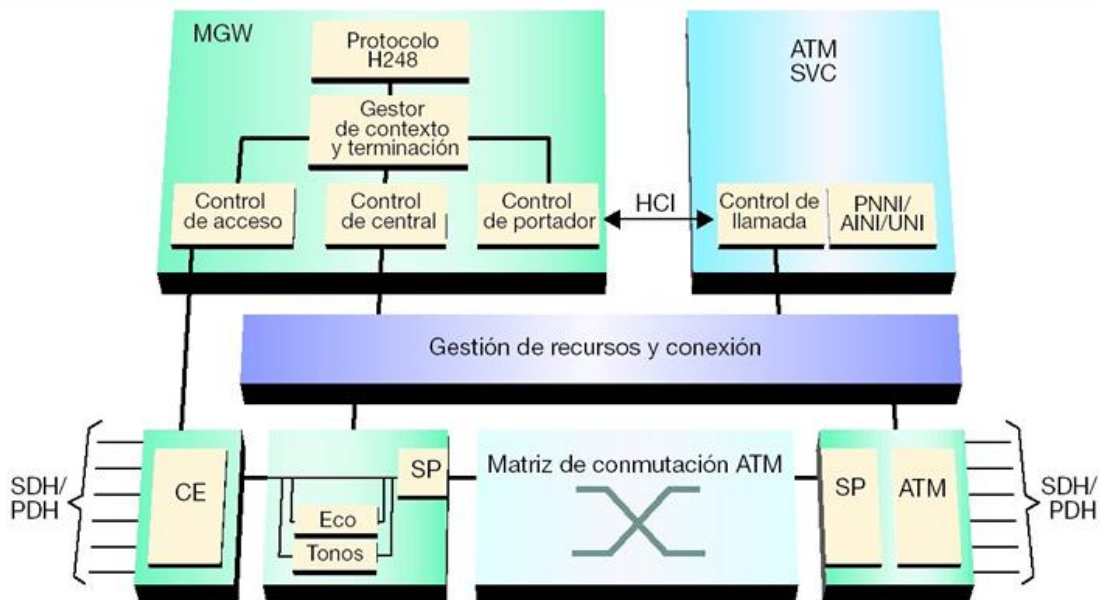 MGW
Protocolo
H248
Gestor
de contexto
y terminación
Control
de acceso
Control
de central
Control
de portador
HCI
ATM
SVC
Control de
llamada
PNNI/
AINI/UNI
Gestión de recursos y conexión
SDH/
PDH
CE
Eco
Tonos
SP
Matriz de conmutación ATM
SP
ATM
SDH/
PDH